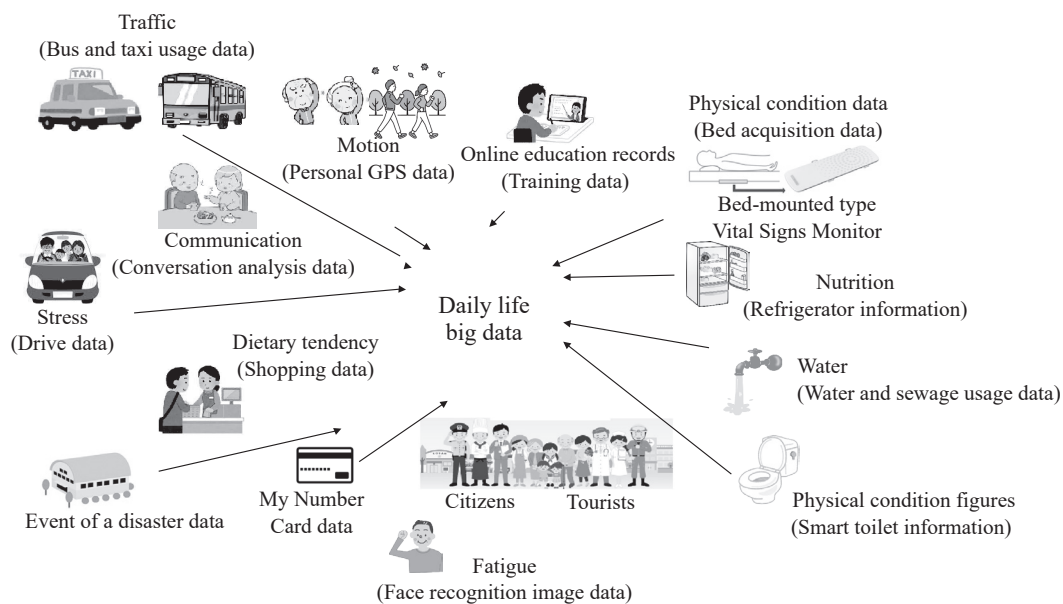 Traffic
(Bus and taxi usage data)
TAXI
Motion
(Personal GPS data)
Online education records
(Training data)
Physical condition data
(Bed acquisition data)
Bed-mounted type
Vital Signs Monitor
Communication
(Conversation analysis data)
Nutrition
(Refrigerator information)
Stress
(Drive data)
Daily life
big data
Dietary tendency
(Shopping data)
Water
(Water and sewage usage data)
Event of a disaster data
My Number
Card data
Citizens
Tourists
Physical condition figures
(Smart toilet information)
Fatigue
(Face recognition image data)